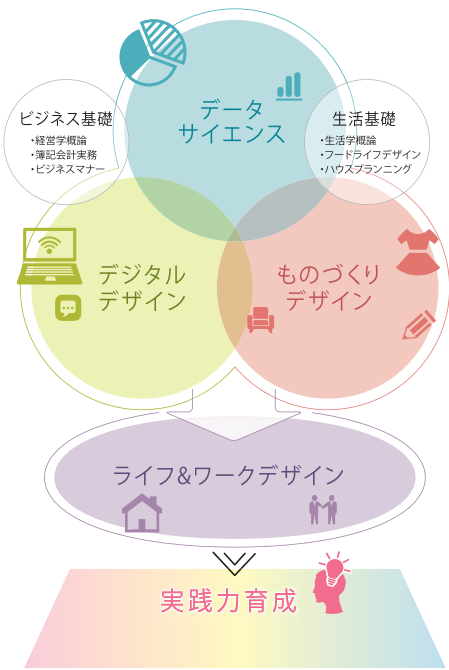 データ
サイエンス
ビジネス基礎
・経営学概論
・簿記会計実務
・ビジネスマナー
生活基礎
・生活学概論
・フードライフデザイン
・ハウスプランニング
デジタル
デザイン
ものづくり
デザイン
ライフ&ワークデザイン
実践力育成